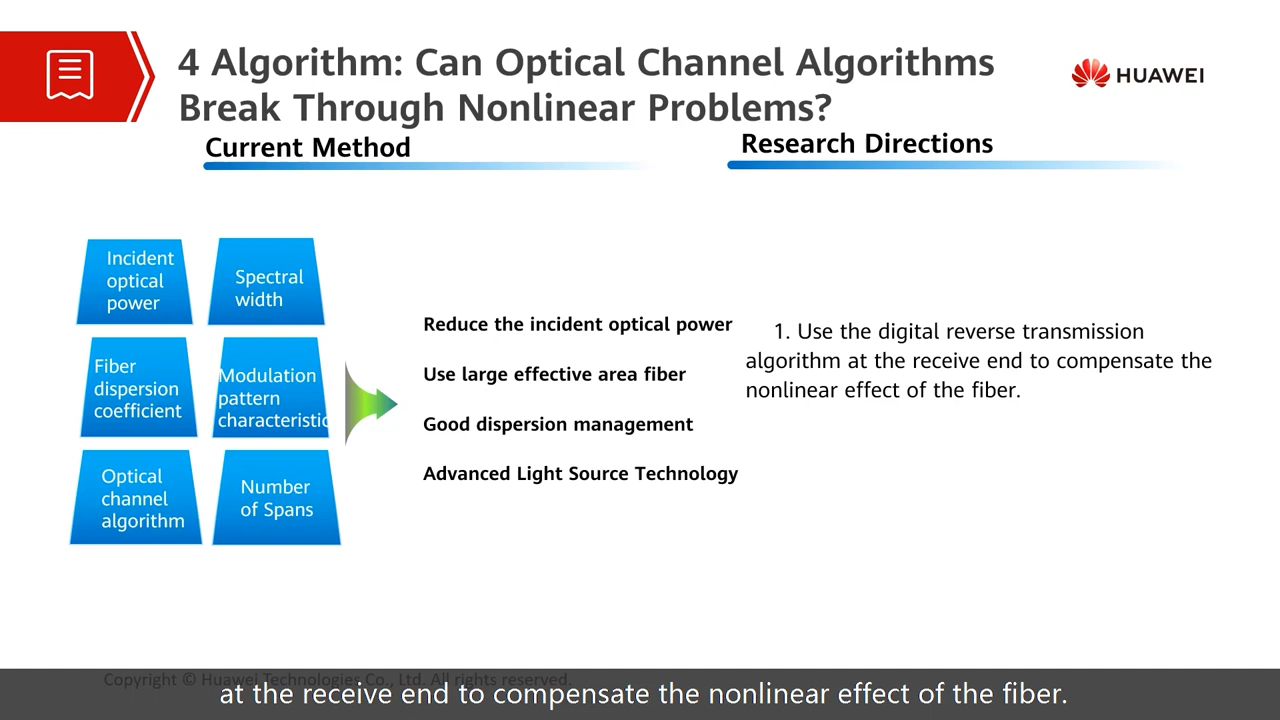 4 Algorithm: Can Optical Channel Algorithms
Break Through Nonlinear Problems?
HUAWEI
Current Method
Research Directions
Incident
optical
power
Spectral
width
Fiber
dispersion
coefficient
Modulation
pattern
characteristic
Optical
channel
algorithm
Number
of Spans
Reduce the incident optical power
Use large effective area fiber
Good dispersion management
Advanced Light Source Technology
1. Use the digital reverse transmission
algorithm at the receive end to compensate the
nonlinear effect of the fiber.
Copyright © Huawei Technologies Co., Ltd. All rights reserved.
at the receive end to compensate the nonlinear effect of the fiber.